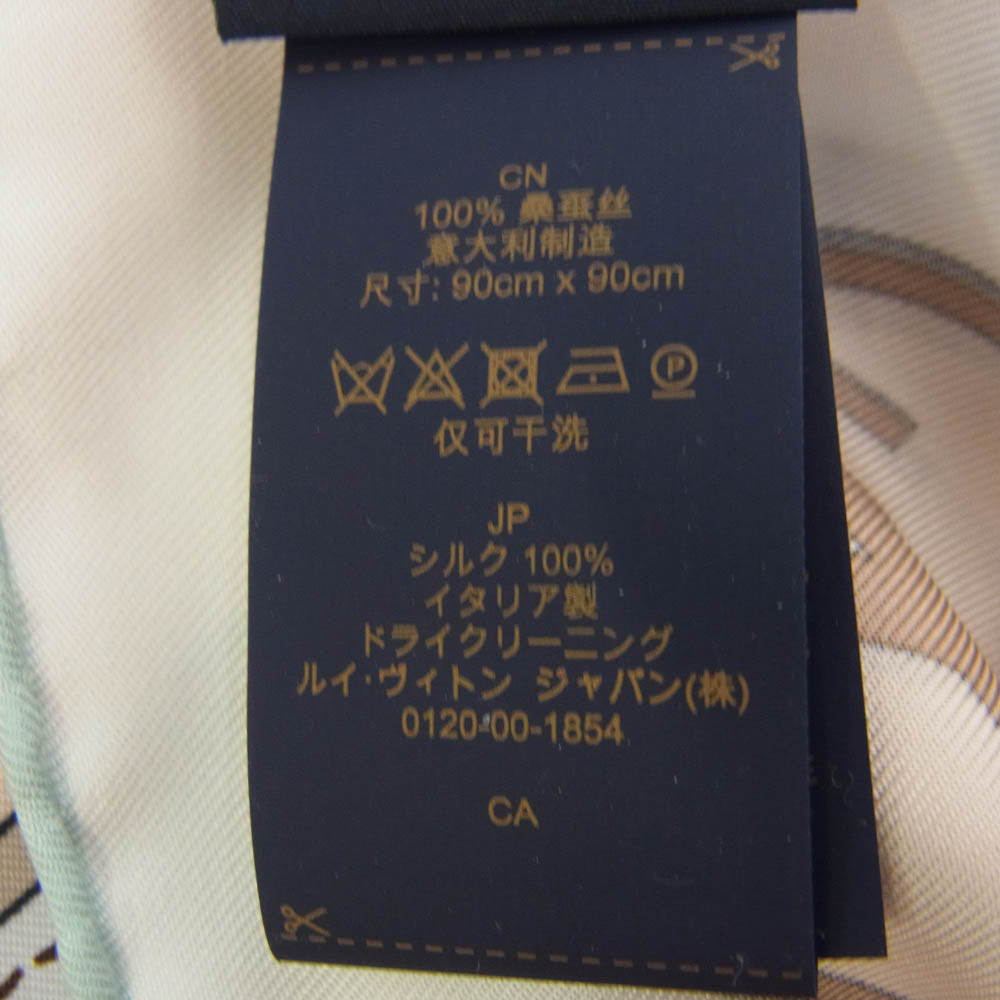 CN
100% 桑蚕丝
意大利制造
尺寸: 90cm x 90cm
P
仅可干洗
JP
シルク 100%
イタリア製
ドライクリーニング
ルイ・ヴィトン ジャパン(株)
0120-00-1854
CA